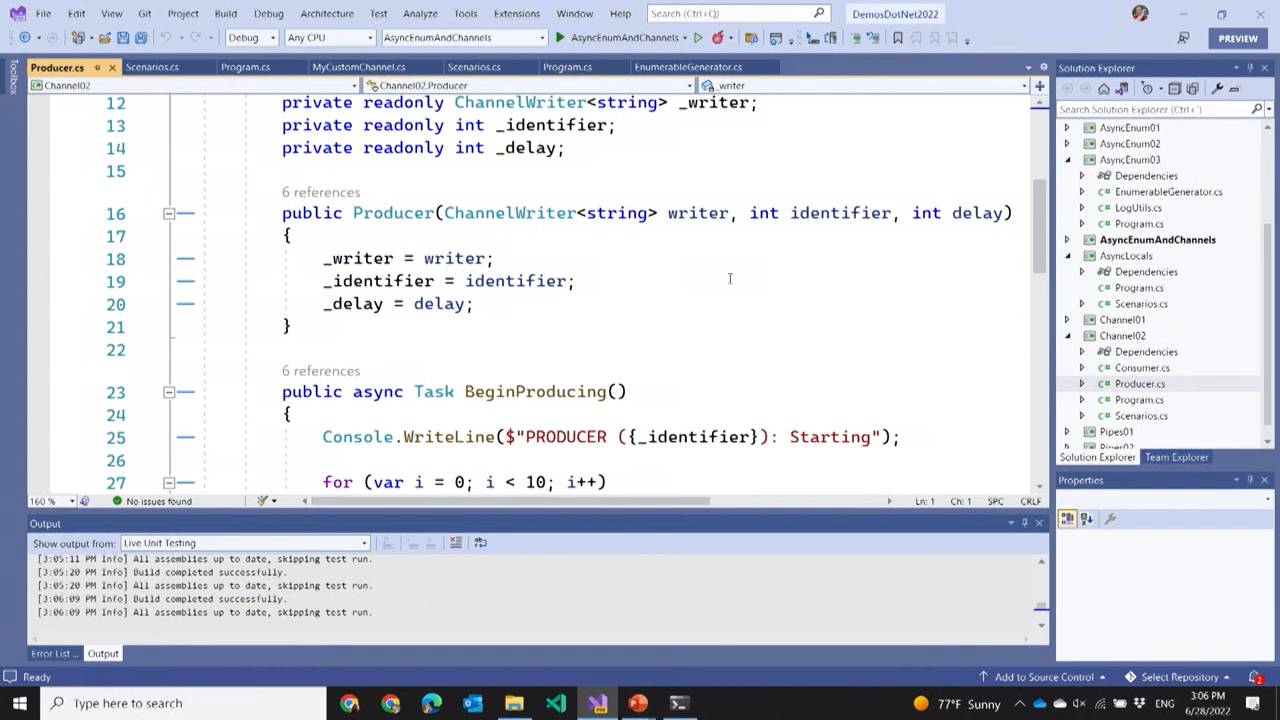 File Edit View Git Project Build Debug Architecture Test Analyze Tools Extensions Window Help Search (Ctrl+Q) DemosDotNet2022
Debug Any CPU AsyncEnumAndChannels AsyncEnumAndChannels PREVIEW
Producer.cs Scenarios.cs Program.cs MyCustomChannel.cs Scenarios.cs Program.cs EnumerableGenerator.cs
Channel02 Channel02.Producer _writer
12 private readonly ChannelWriter<string> _writer;
13 private readonly int _identifier;
14 private readonly int _delay;
15
6 references
16 public Producer(ChannelWriter<string> writer, int identifier, int delay)
17 {
18 _writer = writer;
19 _identifier = identifier;
20 _delay = delay;
21 }
22
6 references
23 public async Task BeginProducing()
24 {
25 Console.WriteLine($"PRODUCER ({_identifier}): Starting");
26
27 for (var i = 0; i < 10; i++)
160 % No issues found Ln: 1 Ch: 1 SPC CRLF
Output
Show output from: Live Unit Testing
[3:05:11 PM Info] All assemblies up to date, skipping test run.
[3:05:20 PM Info] Build completed successfully.
[3:05:20 PM Info] All assemblies up to date, skipping test run.
[3:06:09 PM Info] Build completed successfully.
[3:06:09 PM Info] All assemblies up to date, skipping test run.
Error List ... Output
Toolbox
Solution Explorer
Search Solution Explorer (Ctrl+')
AsyncEnum01
AsyncEnum02
AsyncEnum03
Dependencies
C# EnumerableGenerator.cs
C# LogUtils.cs
C# Program.cs
AsyncEnumAndChannels
AsyncLocals
Dependencies
C# Program.cs
C# Scenarios.cs
Channel01
Channel02
Dependencies
C# Consumer.cs
C# Producer.cs
C# Program.cs
C# Scenarios.cs
Pipes01
Pipes02
Solution Explorer Team Explorer
Properties
Ready Add to Source Control Select Repository 2
Type here to search 77°F Sunny ENG 3:06 PM
6/28/2022